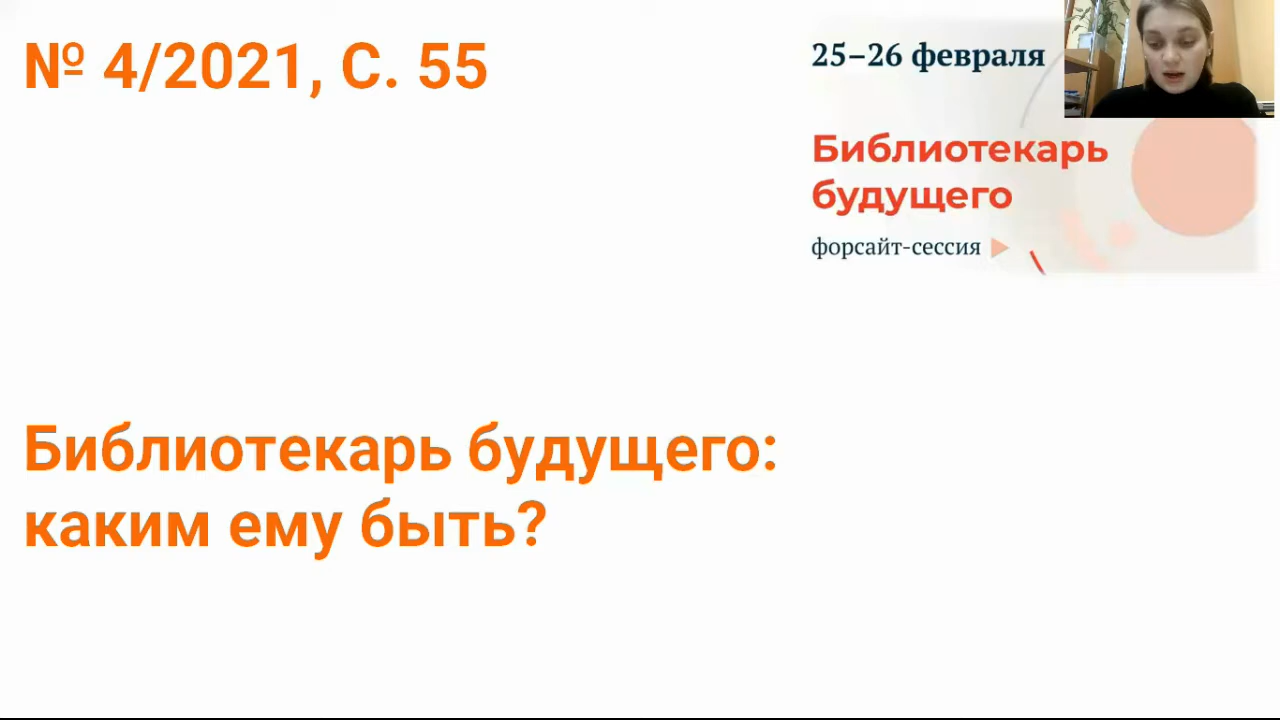 № 4/2021, С. 55
25–26 февраля
Библиотекарь
будущего
форсайт-сессия
Библиотекарь будущего:
каким ему быть?